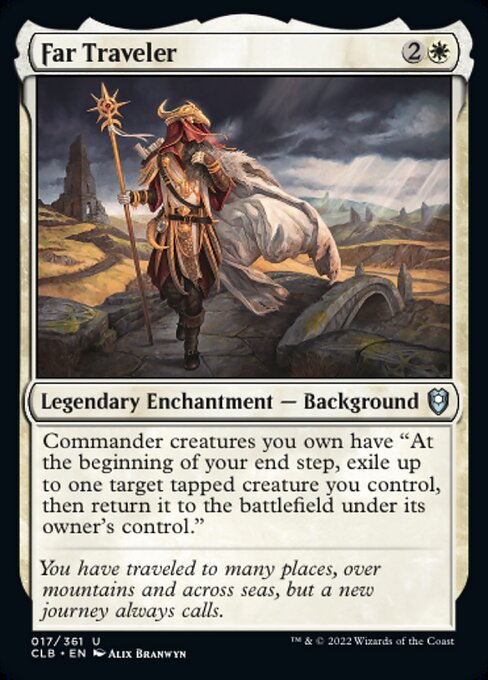 Far Traveler 2
Legendary Enchantment — Background
Commander creatures you own have “At
the beginning of your end step, exile up
to one target tapped creature you control,
then return it to the battlefield under its
owner’s control.”
You have traveled to many places, over
mountains and across seas, but a new
journey always calls.
017/361 U
CLB • EN Alix Branwyn
™ & © 2022 Wizards of the Coast